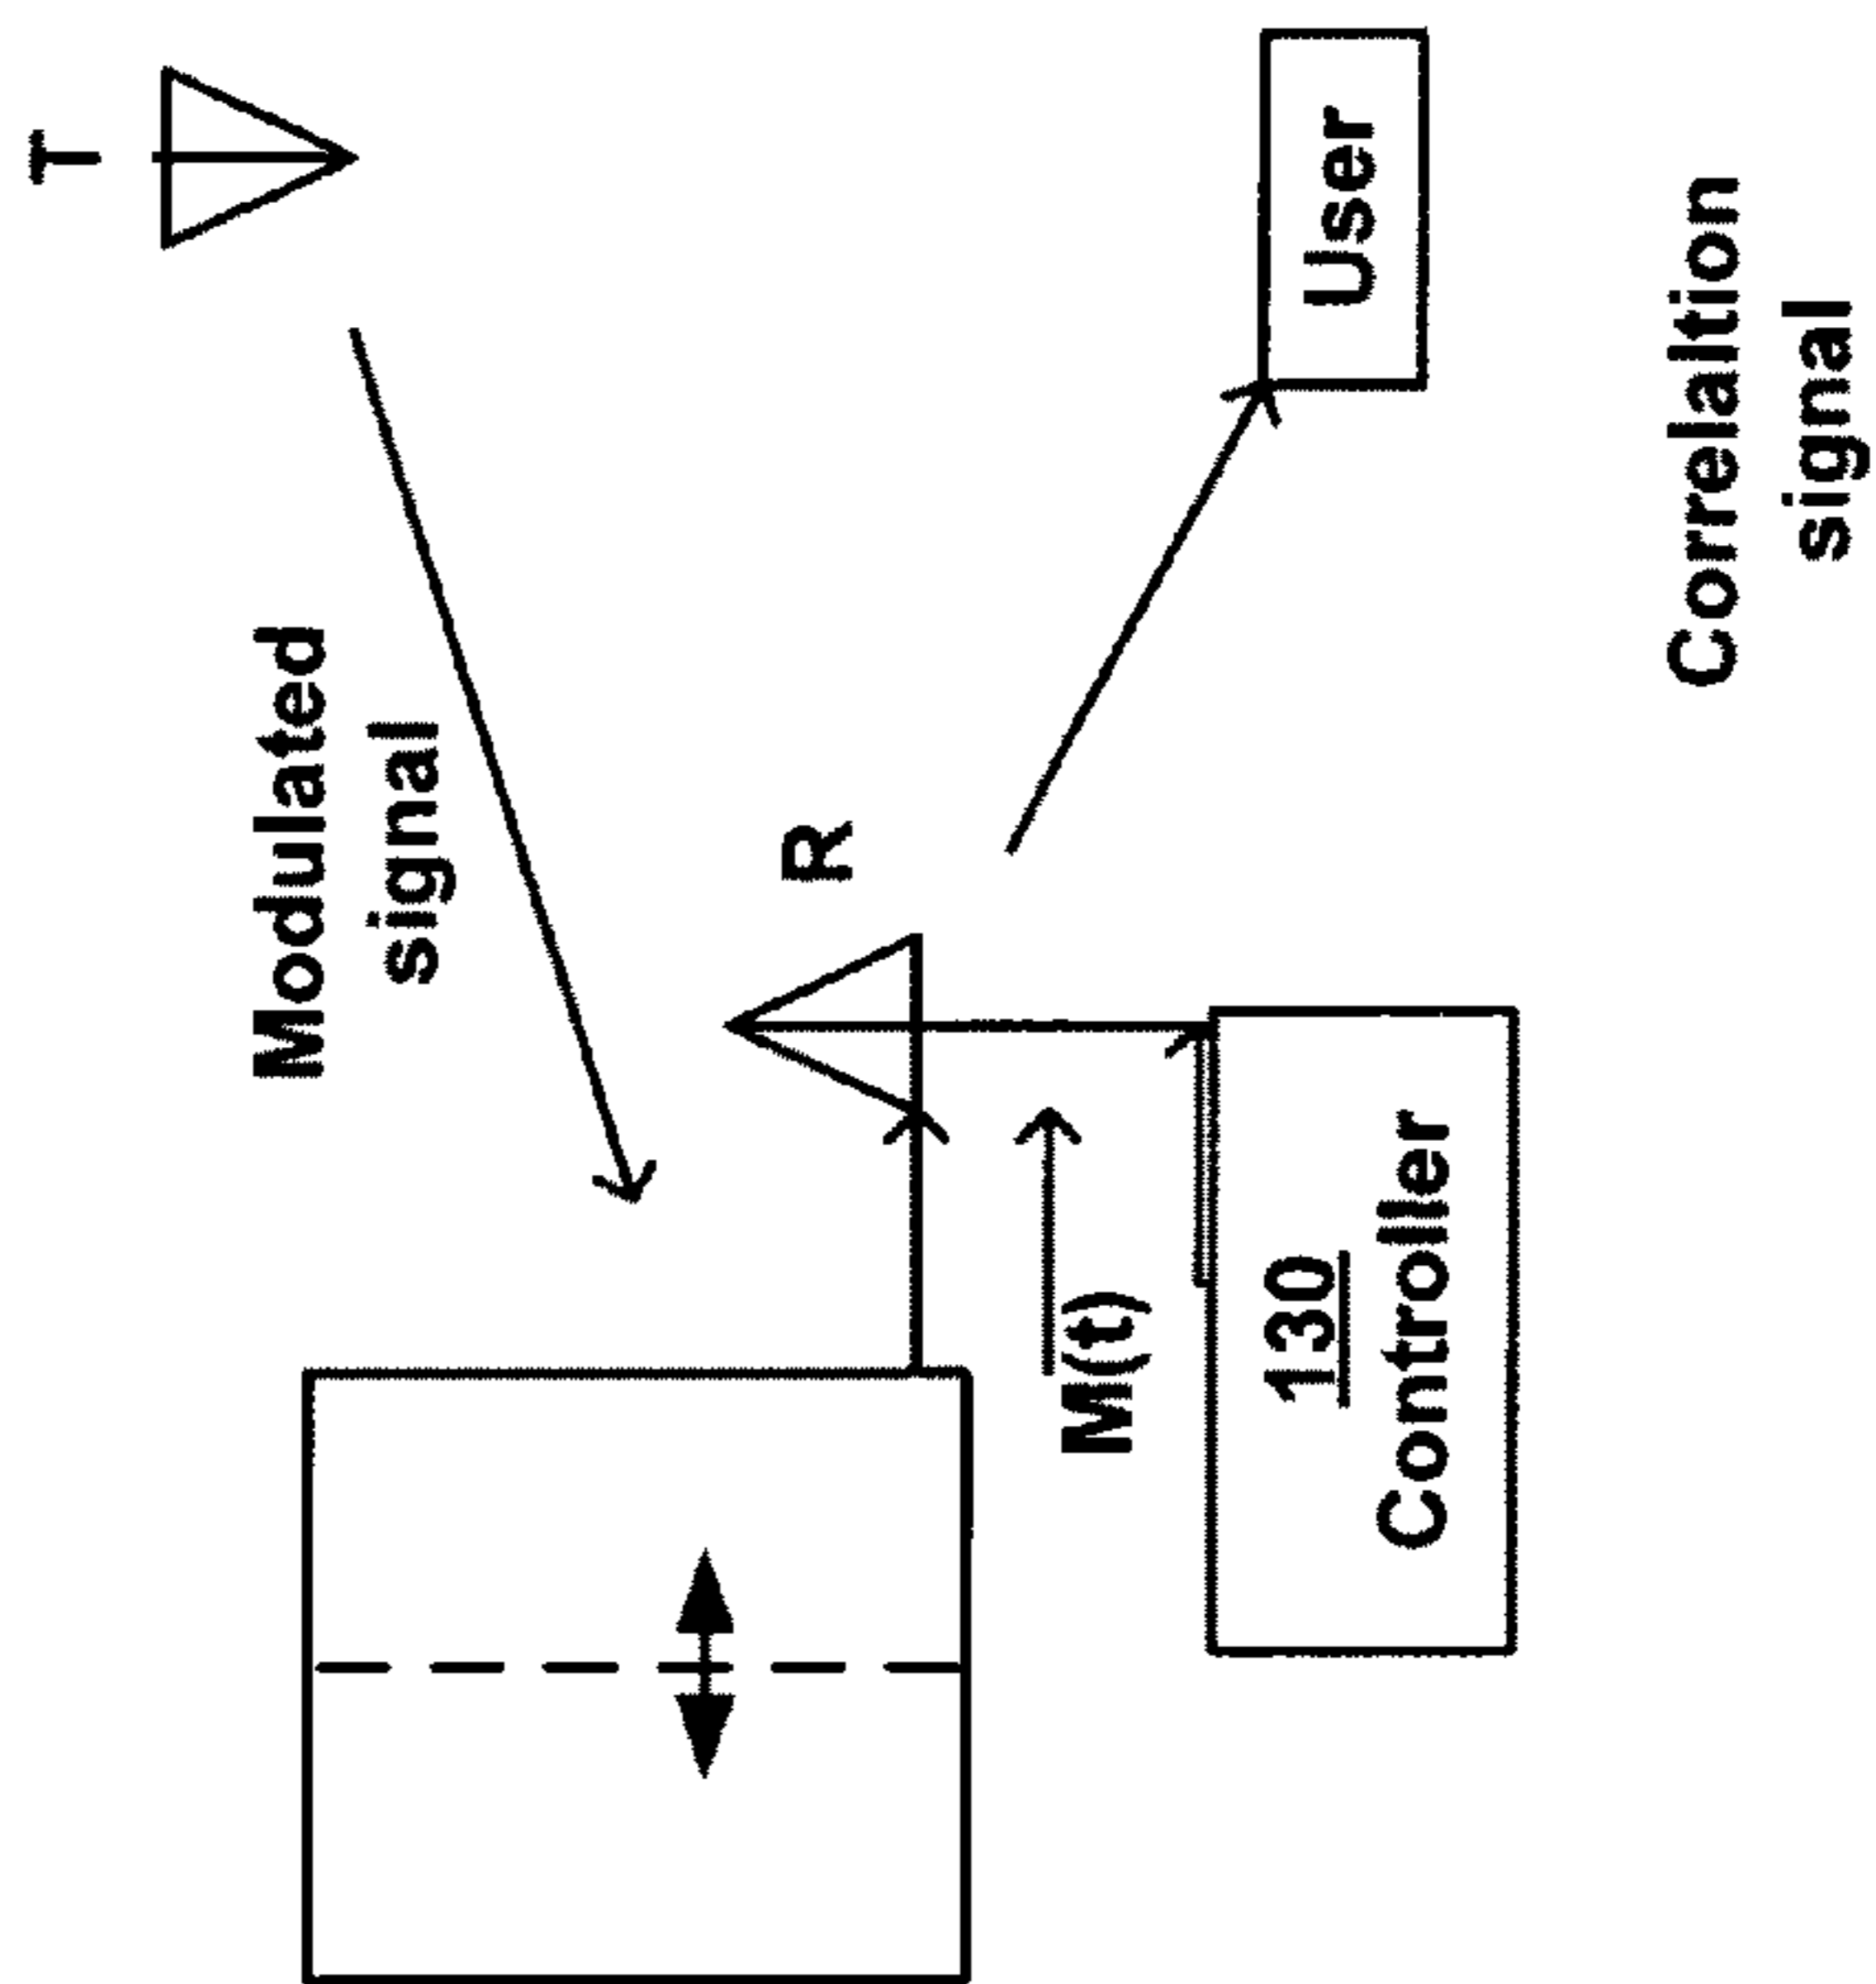 T
Modulated
signal
R
M(t)
130
Controller
User
Correlaltion
signal